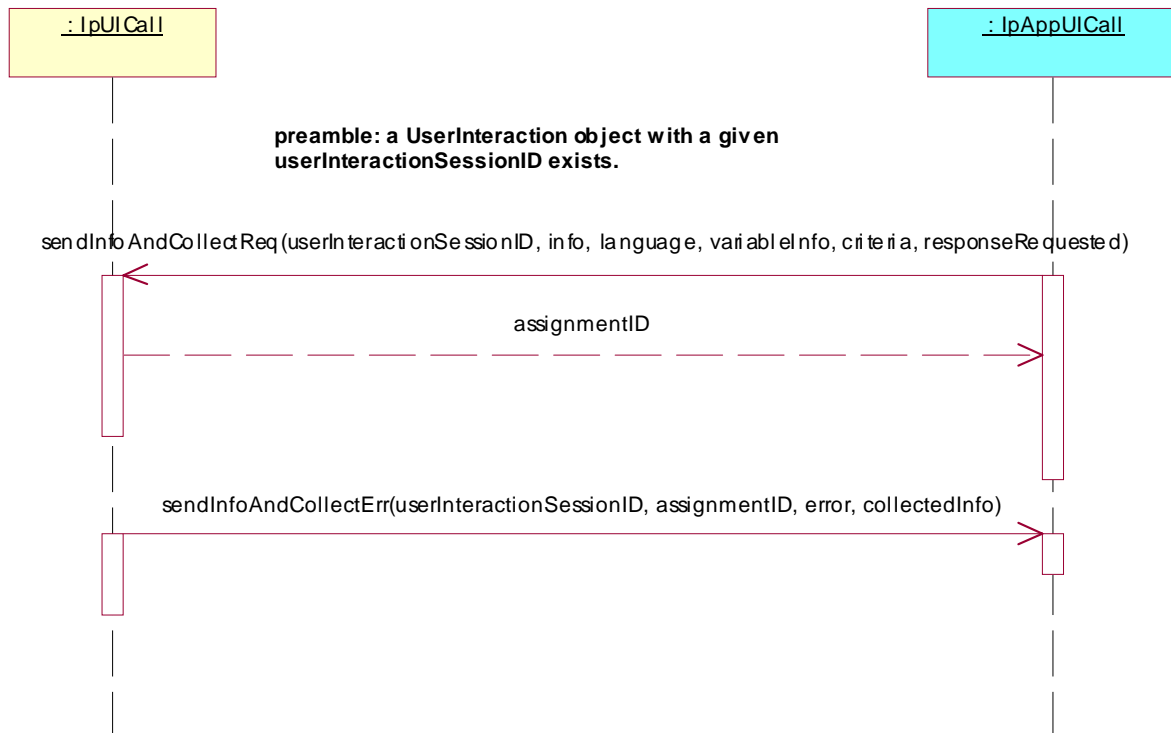 : IpUICall
: IpAppUICall
preamble: a UserInteraction object with a given
userInteractionSessionID exists.
sendInfoAndCollectReq(userInteractionSessionID, info, language, variableInfo, criteria, responseRequested)
assignmentID
sendInfoAndCollectErr(userInteractionSessionID, assignmentID, error, collectedInfo)